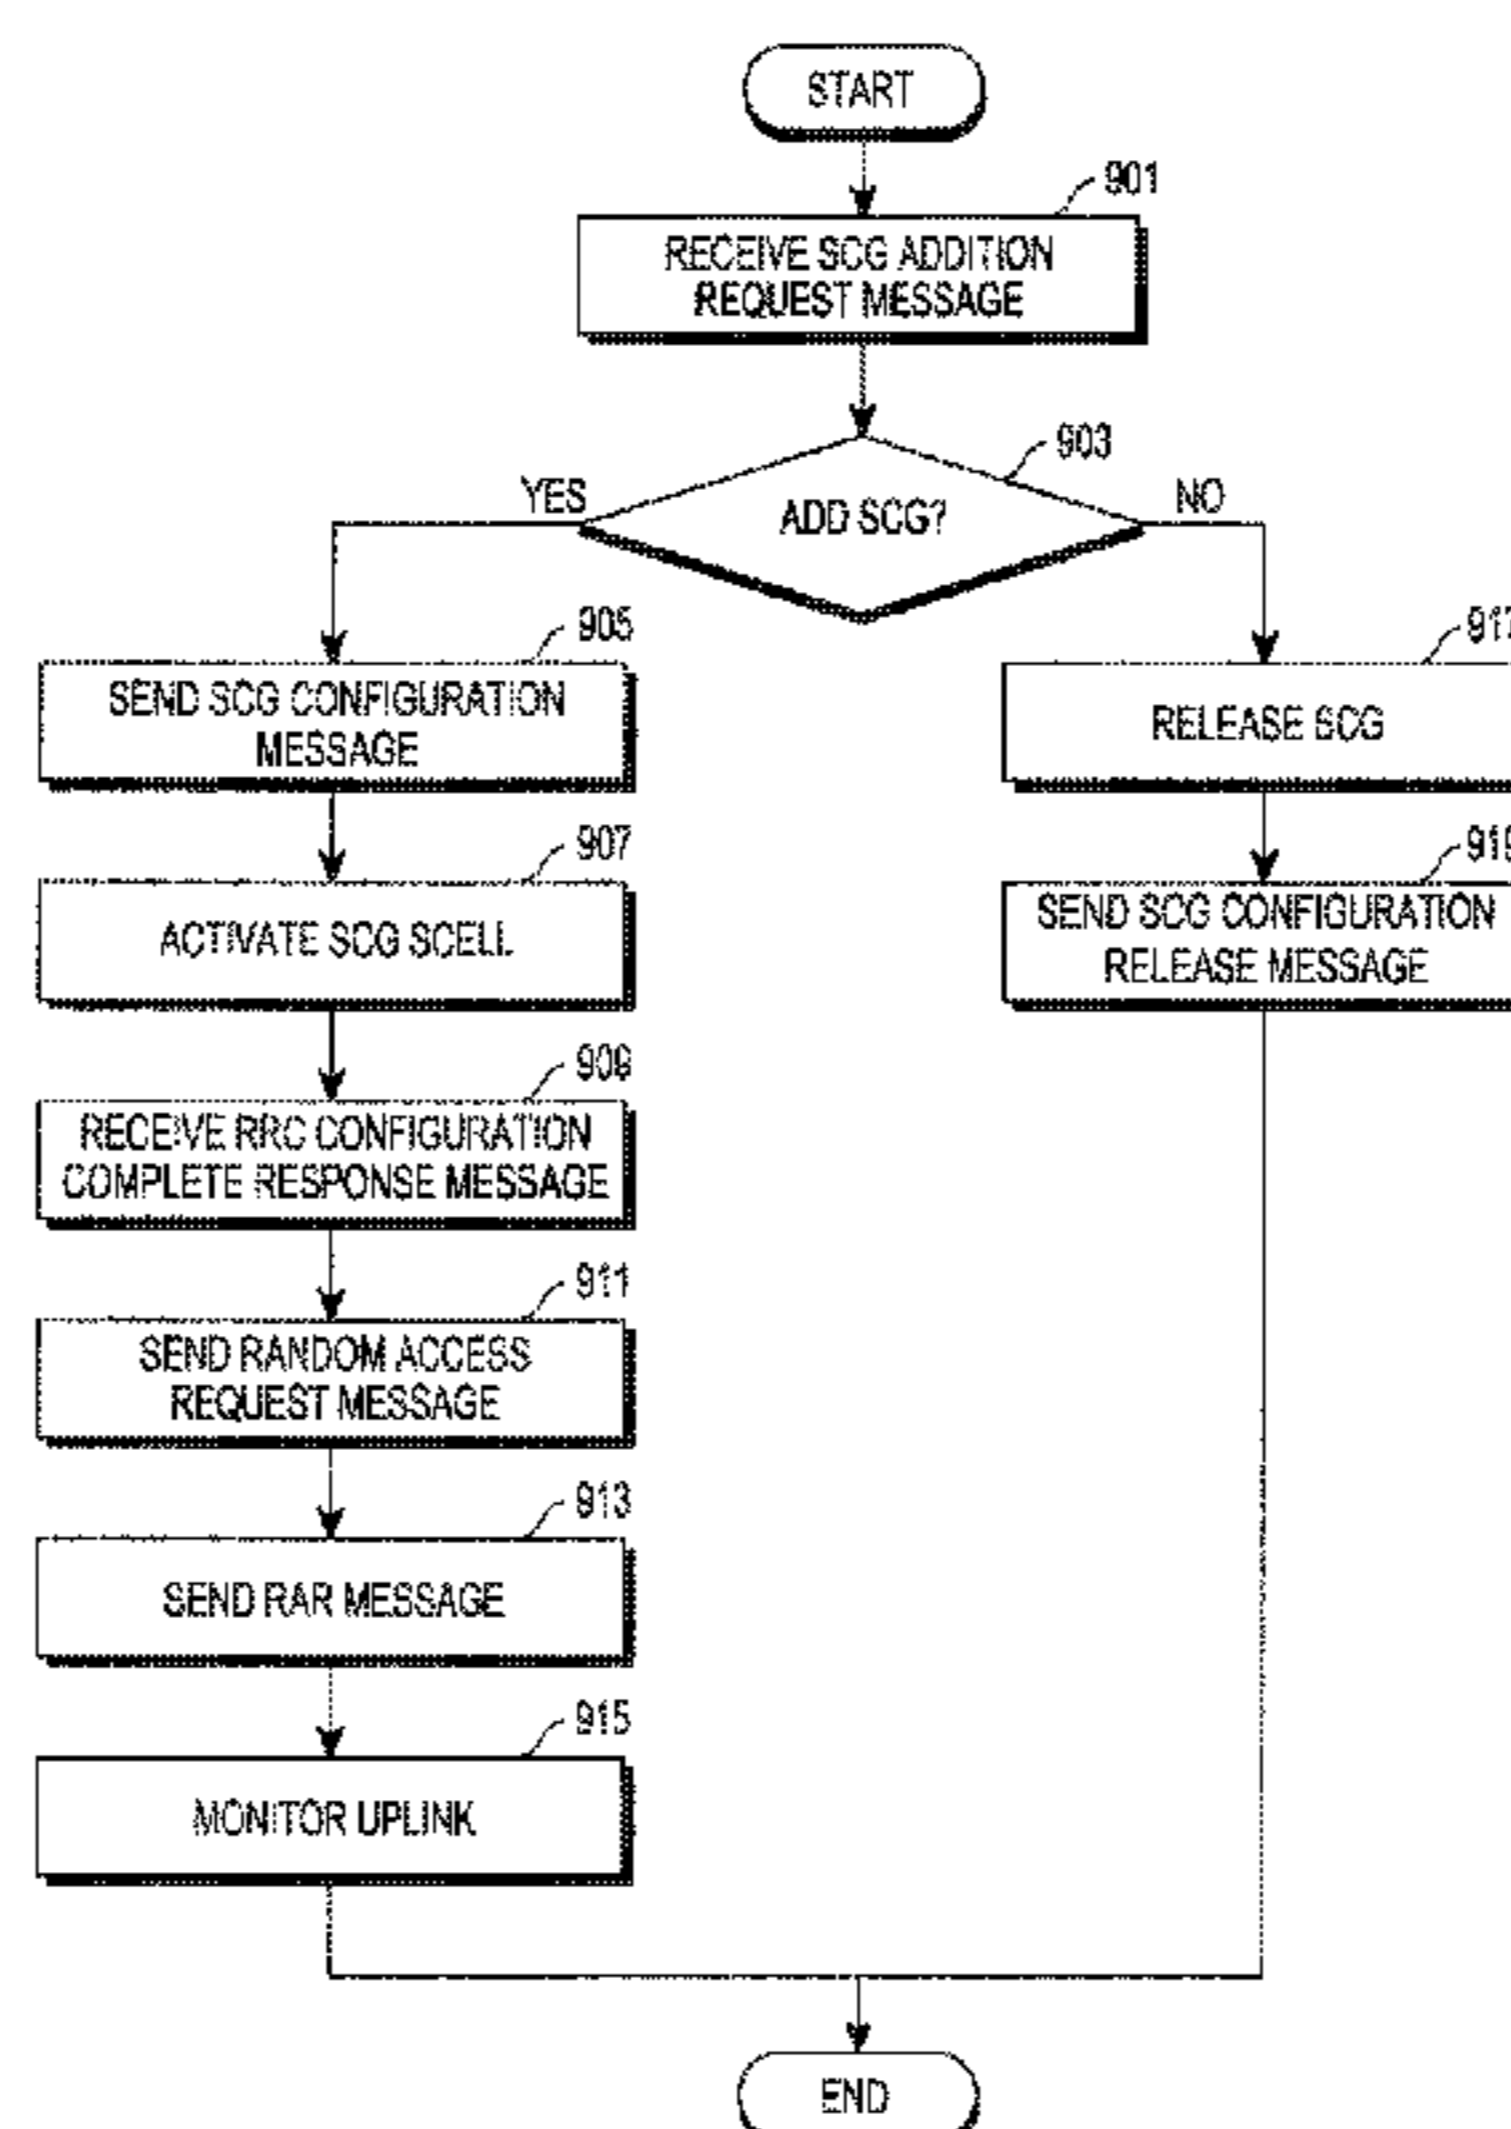 START
901
RECEIVE SCG ADDITION
REQUEST MESSAGE
903
YES
ADD SCG?
NO
905
SEND SCG CONFIGURATION
MESSAGE
917
RELEASE SCG
907
ACTIVATE SCG SCELL
919
SEND SCG CONFIGURATION
RELEASE MESSAGE
909
RECEIVE RRC CONFIGURATION
COMPLETE RESPONSE MESSAGE
911
SEND RANDOM ACCESS
REQUEST MESSAGE
913
SEND RAR MESSAGE
915
MONITOR UPLINK
END